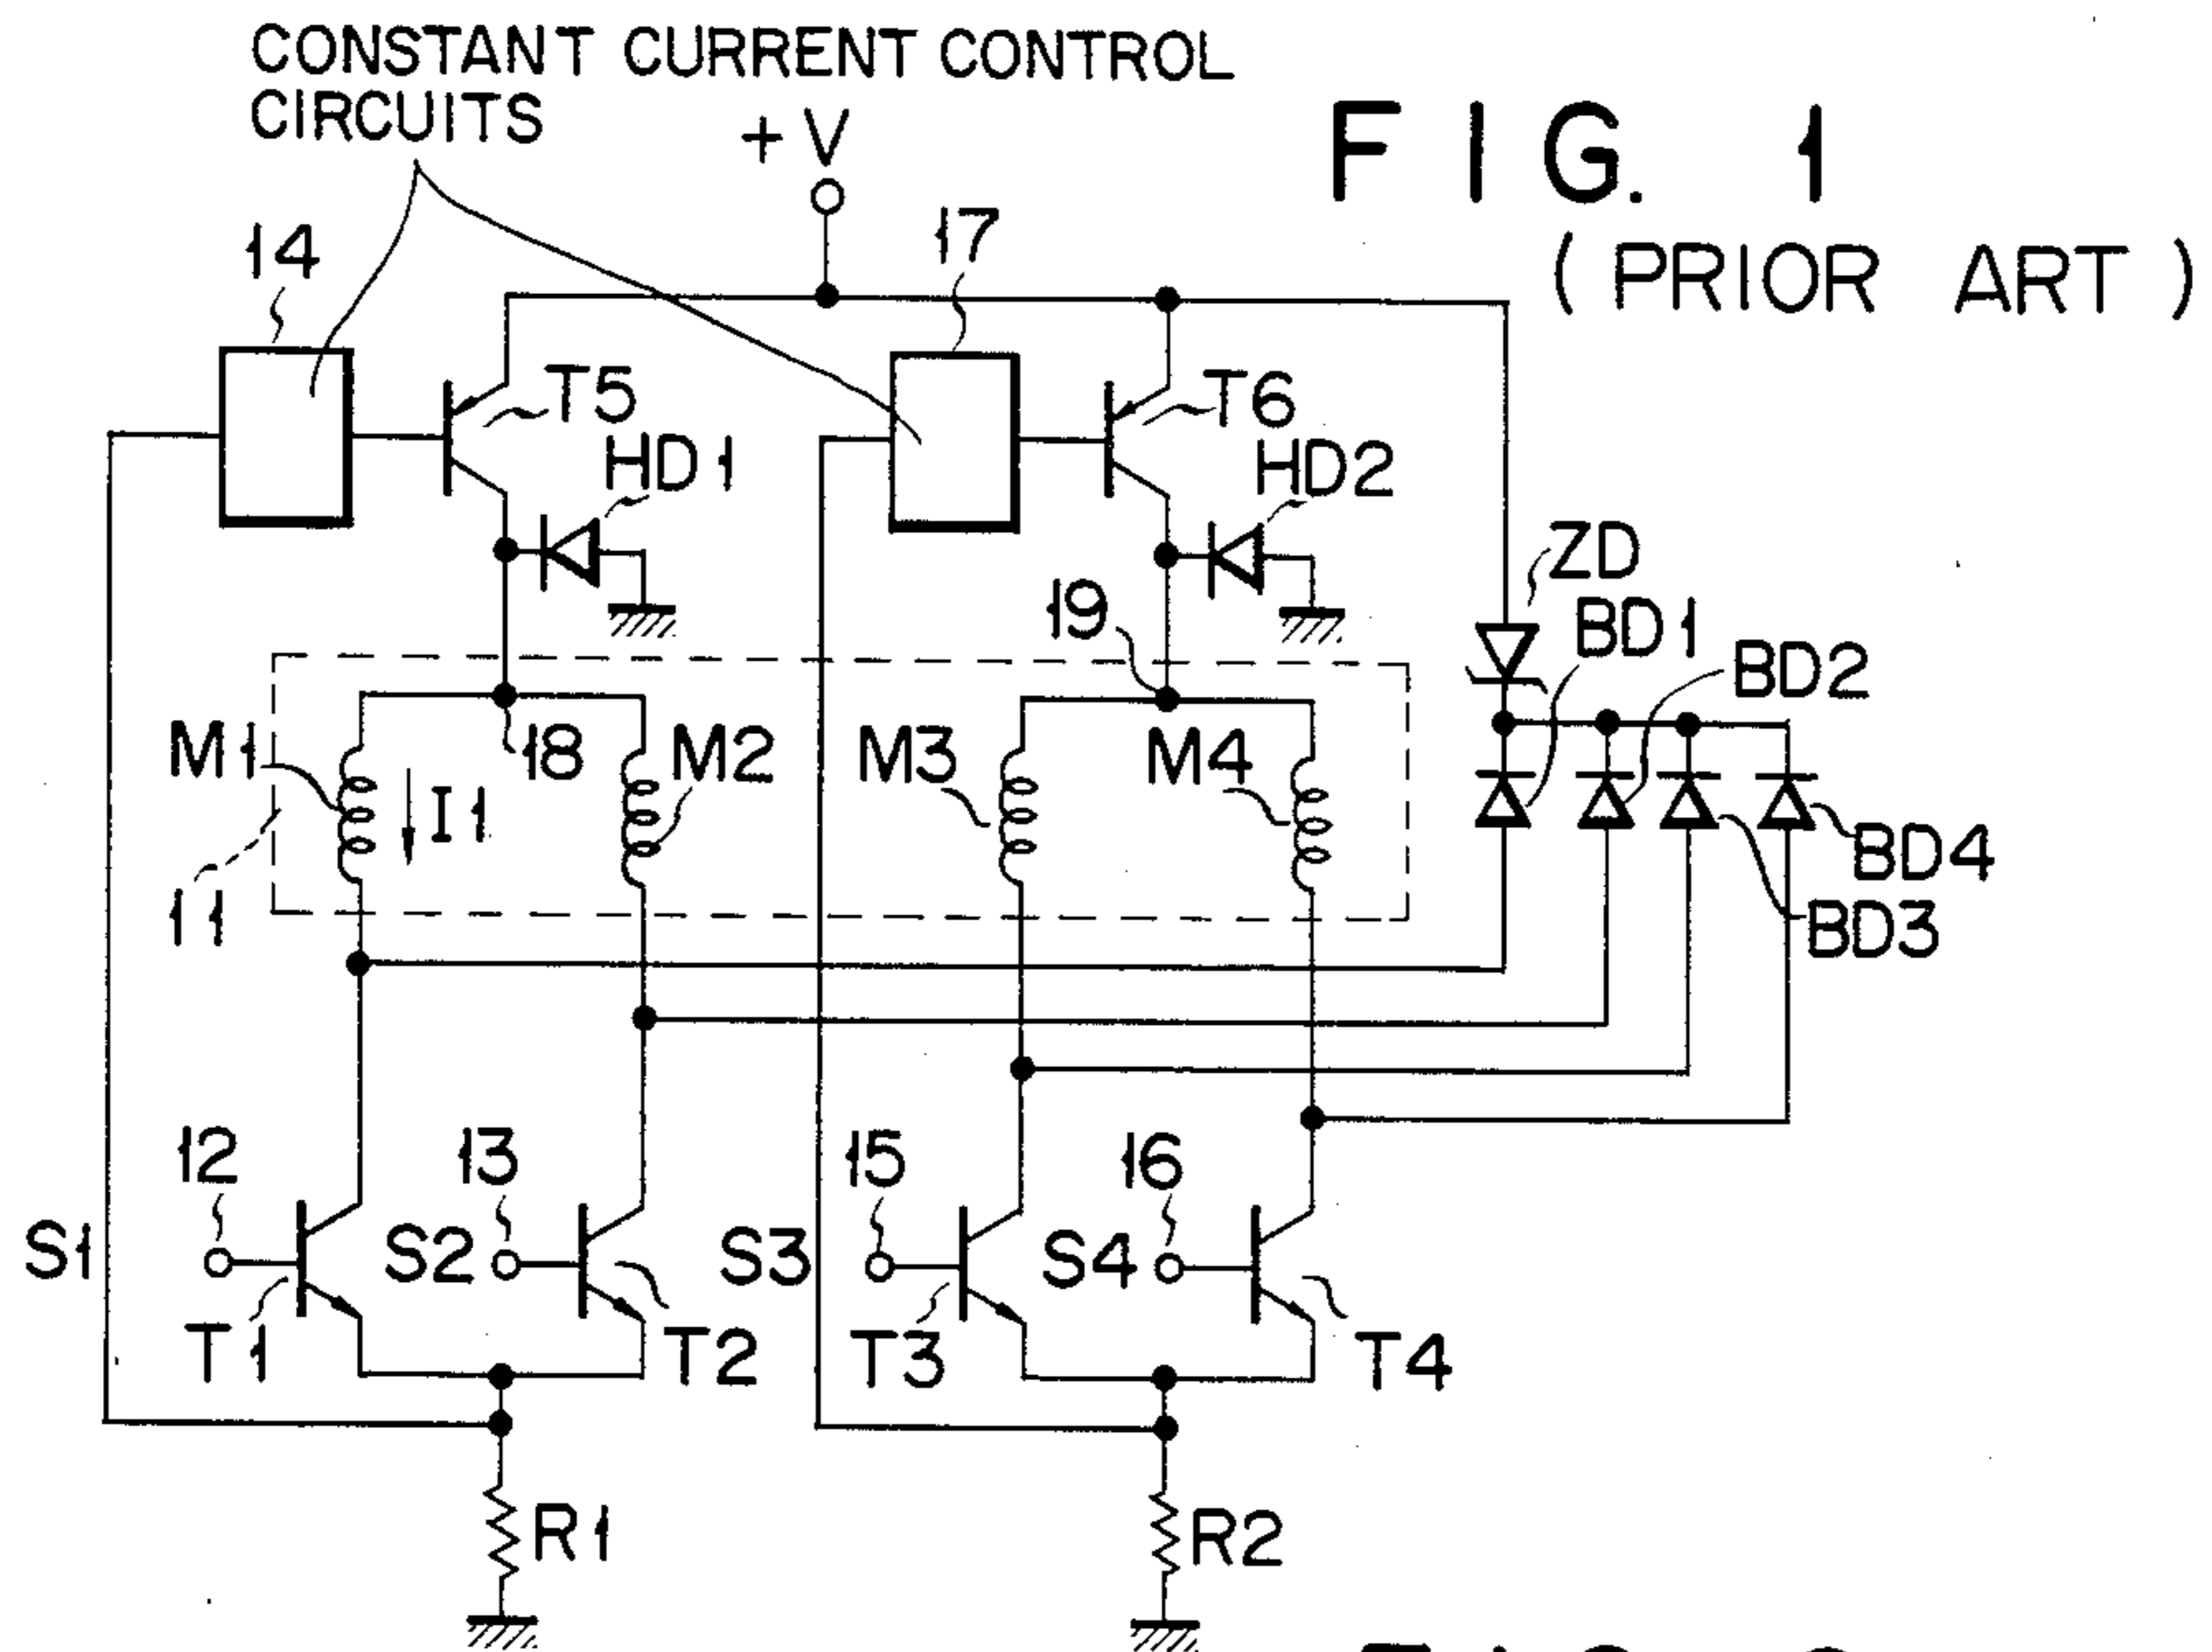 CONSTANT CURRENT CONTROL
CIRCUITS
+V
FIG. 1
(PRIOR ART)
14
17
T5
T6
HD1
HD2
ZD
19
BD1
BD2
M1
I1
18
M2
M3
M4
BD4
11
BD3
12
13
15
16
S1
S2
S3
S4
T1
T2
T3
T4
R1
R2